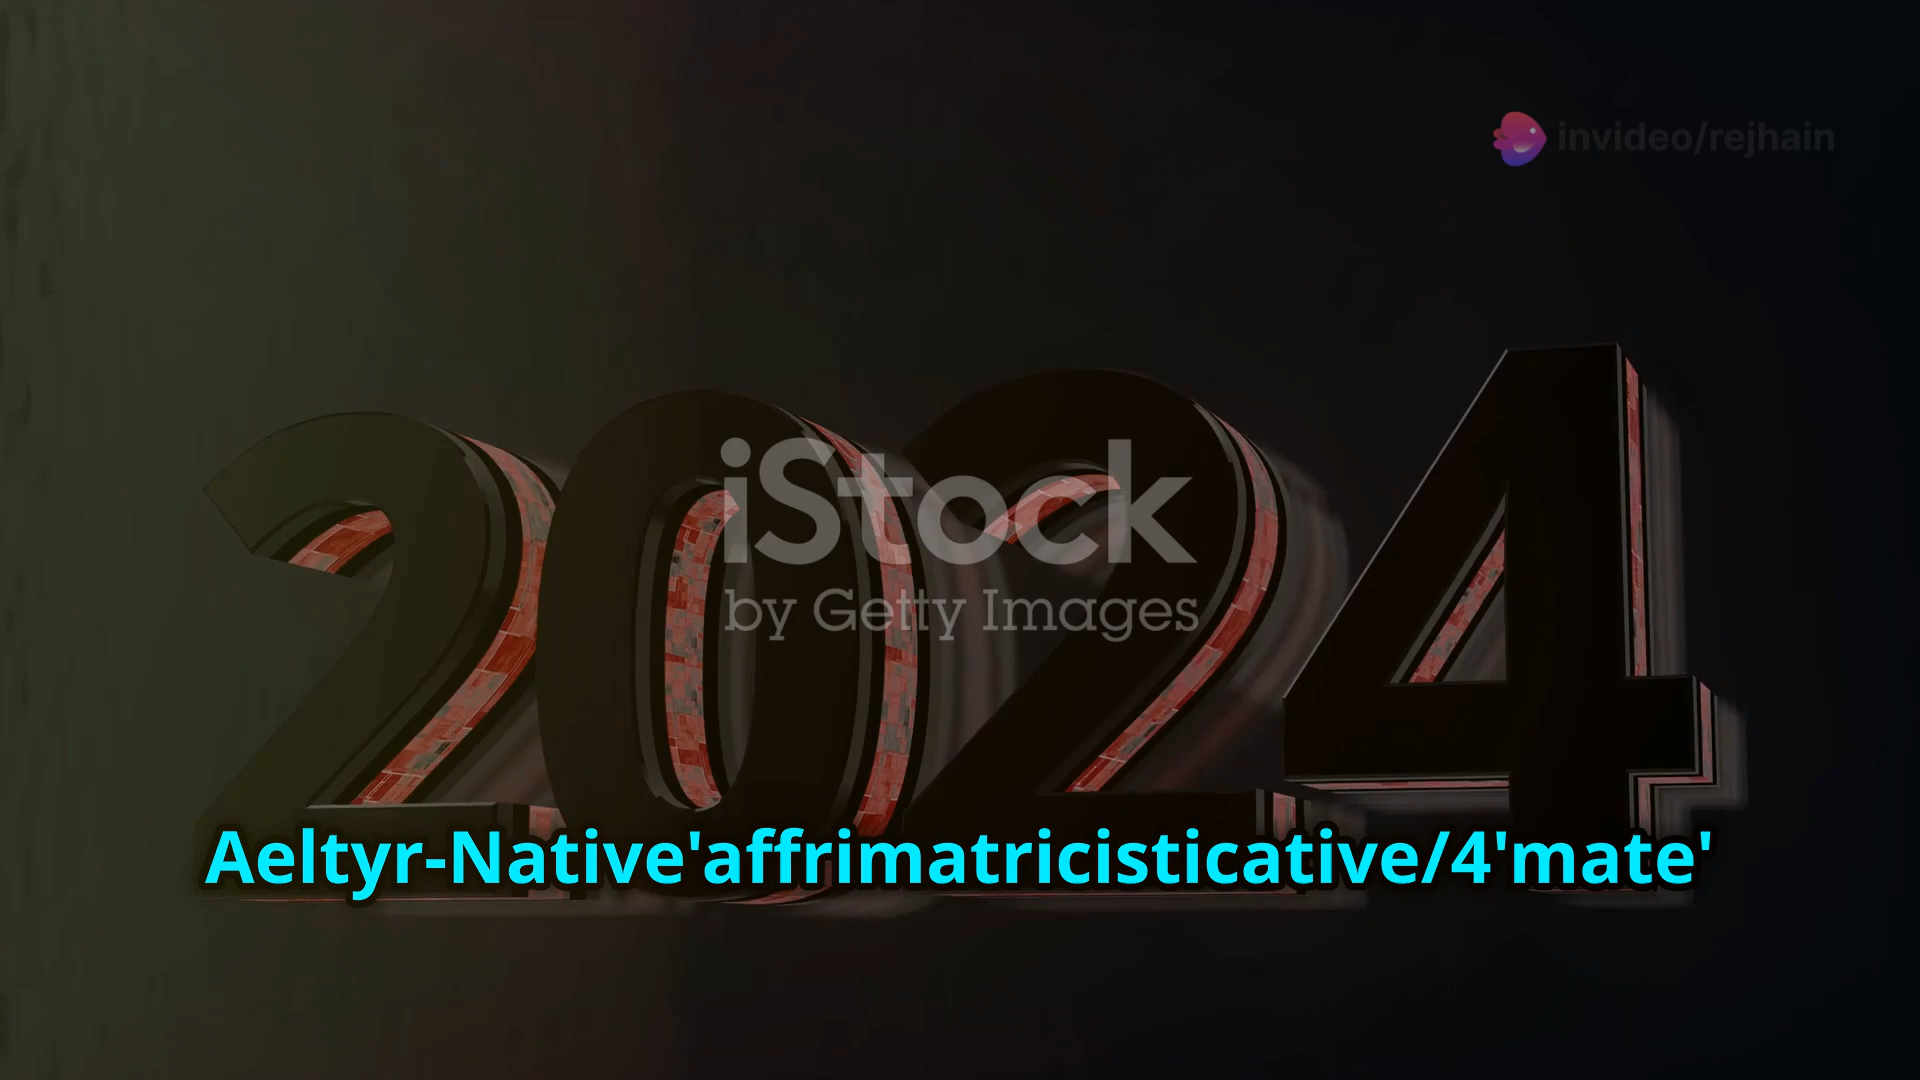 invideo/rejhain
2024
iStock
by Getty Images
Aeltyr-Native'affrimatricisticative/4'mate'